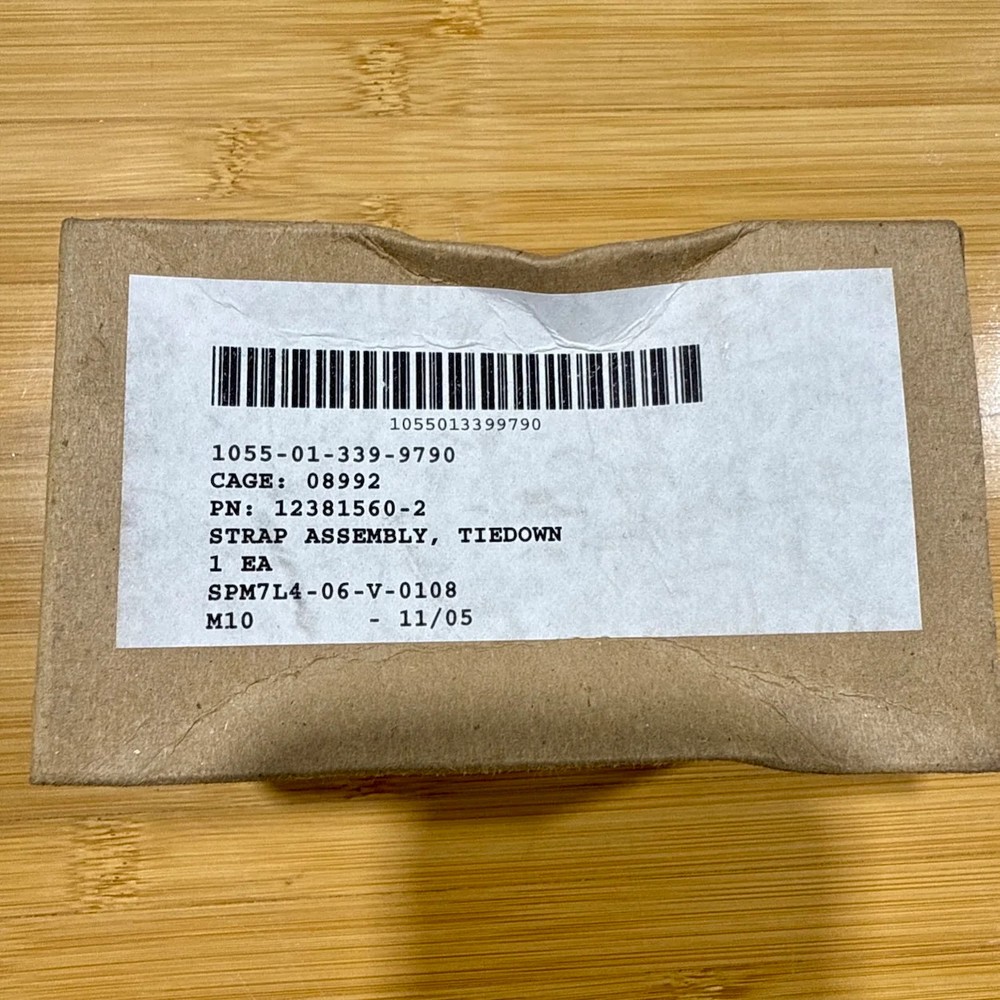 1055013399790
1055-01-339-9790
CAGE: 08992
PN: 12381560-2
STRAP ASSEMBLY, TIEDOWN
1 EA
SPM7L4-06-V-0108
M10 - 11/05